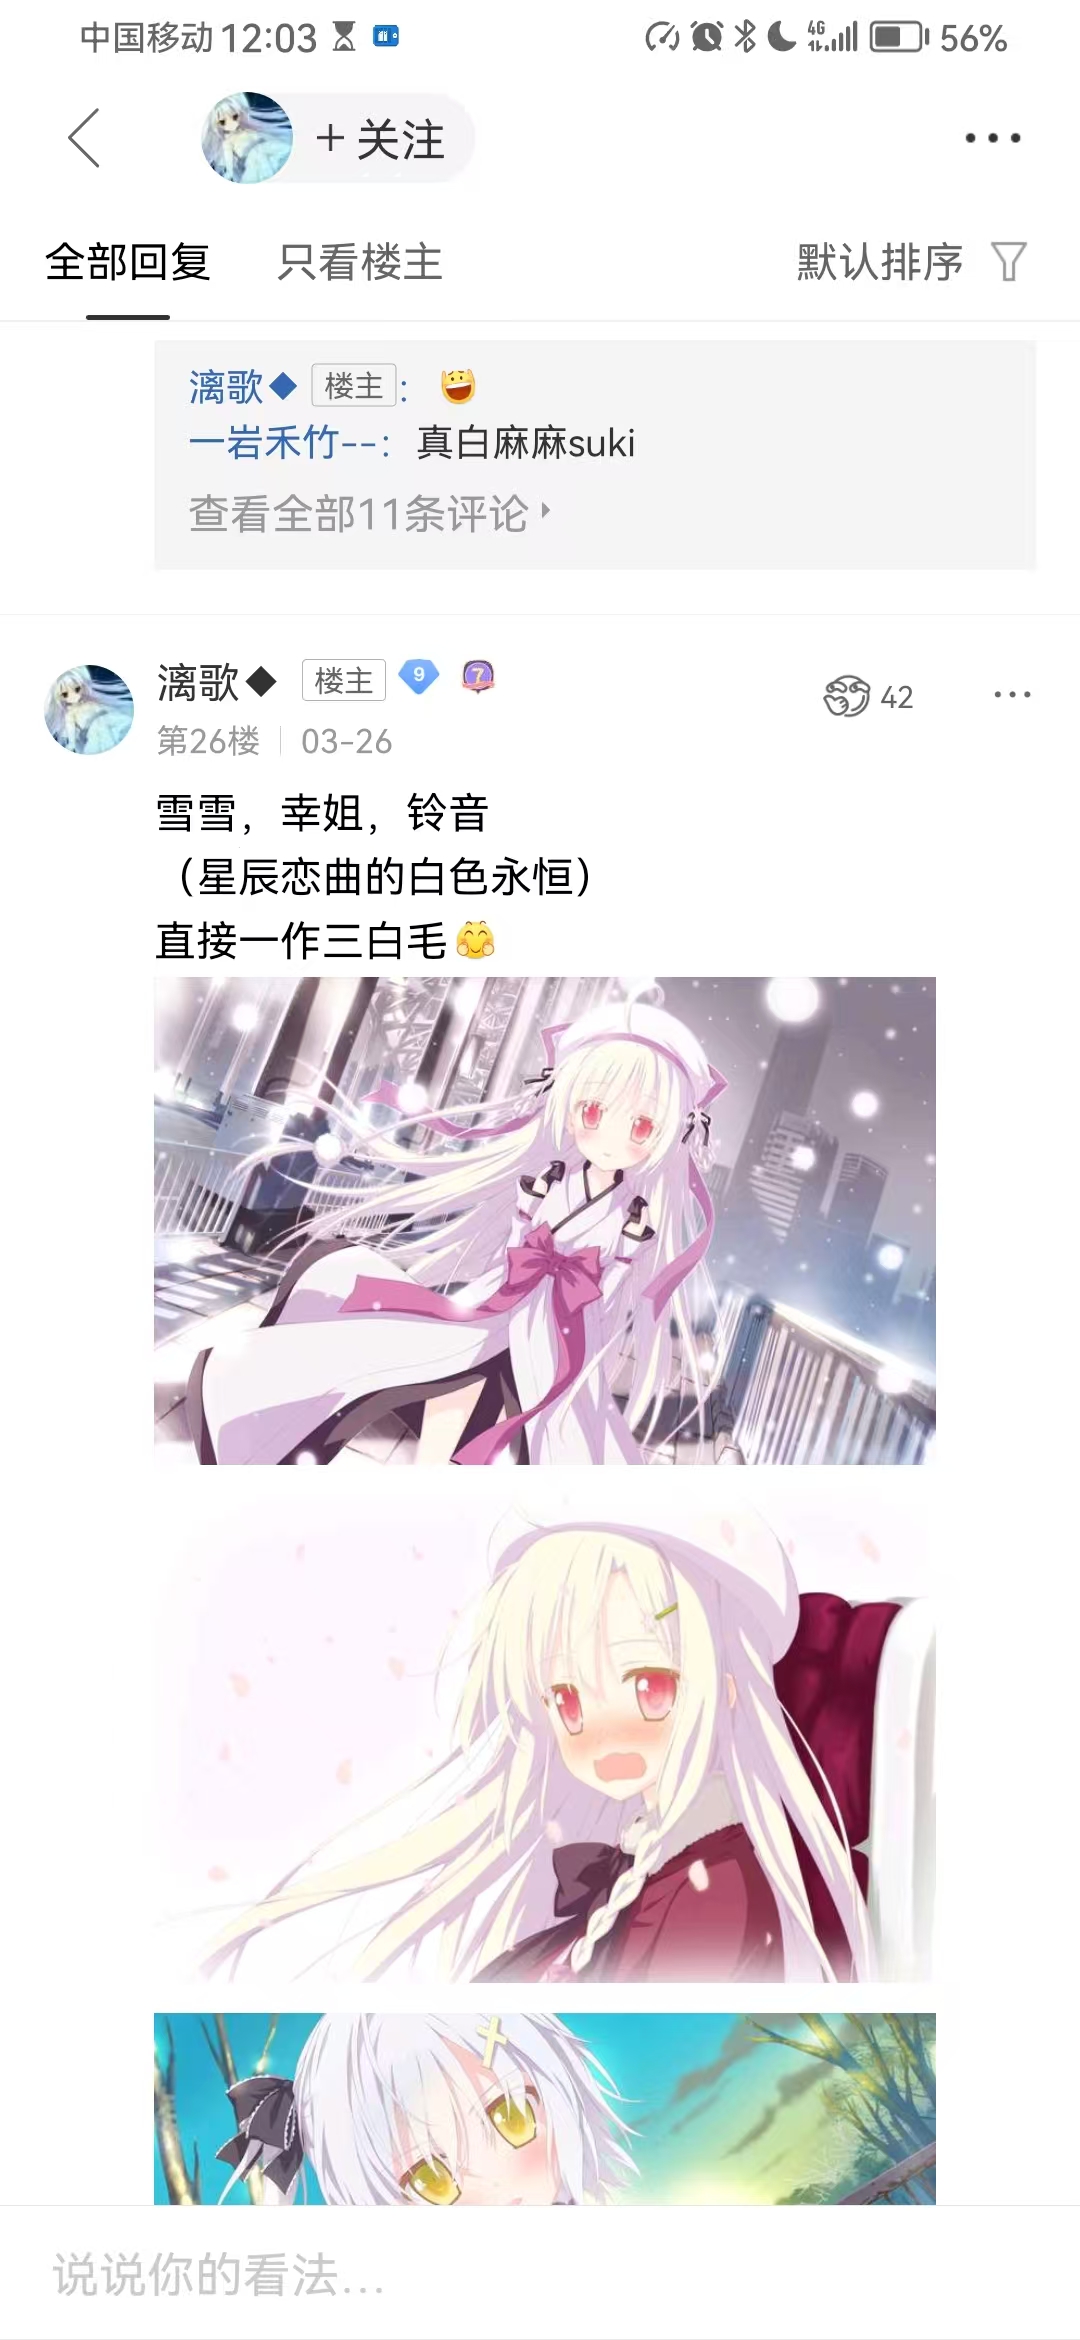 中国移动 12:03 4G 56%
+ 关注
全部回复 只看楼主 默认排序
漓歌◆ 楼主:
一岩禾竹--: 真白麻麻suki
查看全部11条评论
漓歌◆ 楼主 9 7 42
第26楼 03-26
雪雪，幸姐，铃音
（星辰恋曲的白色永恒）
直接一作三白毛
说说你的看法...